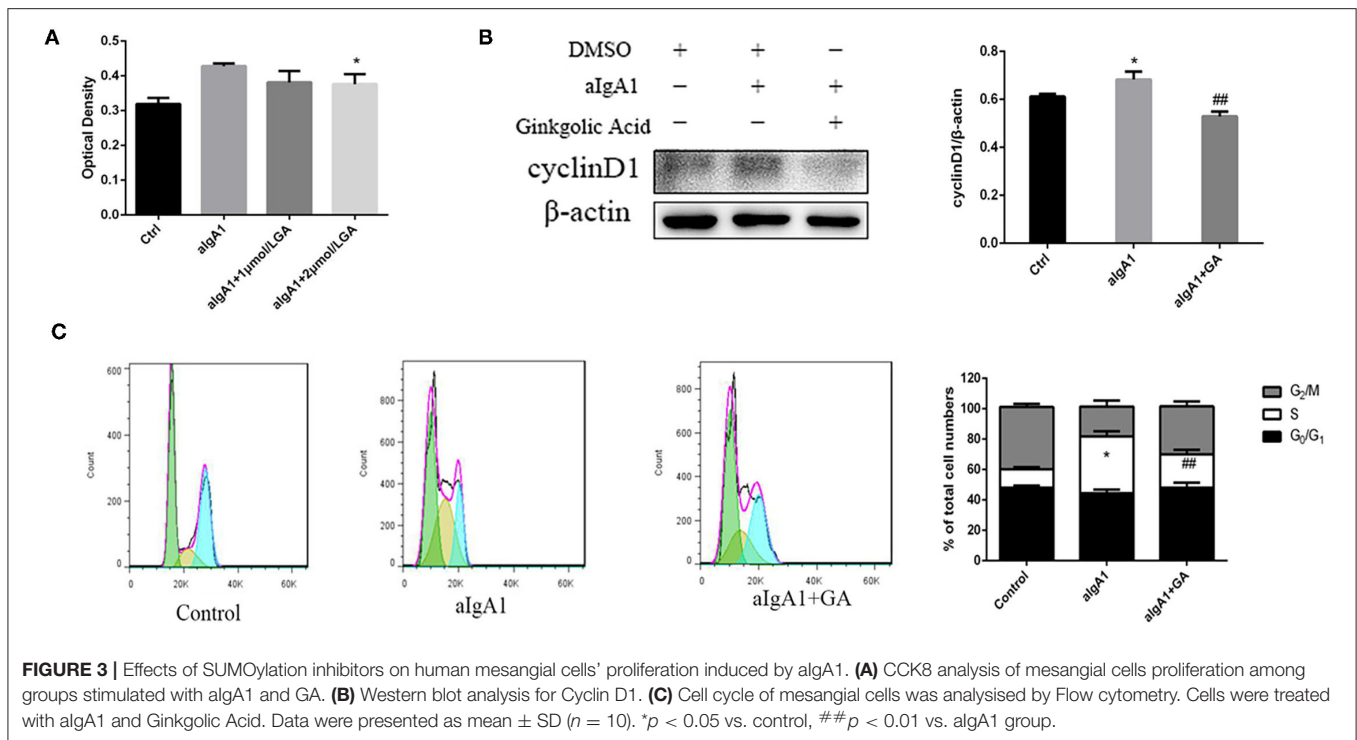 A
Optical Density
0.5
0.4
0.3
0.2
0.1
0.0
*
Ctrl
aIgA1
aIgA1+1μmol/LGA
aIgA1+2μmol/LGA
B
DMSO + + −
aIgA1 − + +
Ginkgolic Acid − − +
cyclinD1
β-actin
cyclinD1/β-actin
0.8
0.6
0.4
0.2
0.0
*
##
Ctrl
aIgA1
aIgA1+GA
C
Count
600
400
200
0
0 20K 40K 60K
Control
Count
800
600
400
200
0
0 20K 40K 60K
aIgA1
Count
800
600
400
200
0
0 20K 40K 60K
aIgA1+GA
% of total cell numbers
120
100
80
60
40
20
0
*
##
Control
aIgA1
aIgA1+GA
G2/M
S
G0/G1
FIGURE 3 | Effects of SUMOylation inhibitors on human mesangial cells’ proliferation induced by aIgA1. (A) CCK8 analysis of mesangial cells proliferation among
groups stimulated with aIgA1 and GA. (B) Western blot analysis for Cyclin D1. (C) Cell cycle of mesangial cells was analysised by Flow cytometry. Cells were treated
with aIgA1 and Ginkgolic Acid. Data were presented as mean ± SD (n = 10). *p < 0.05 vs. control, ##p < 0.01 vs. aIgA1 group.